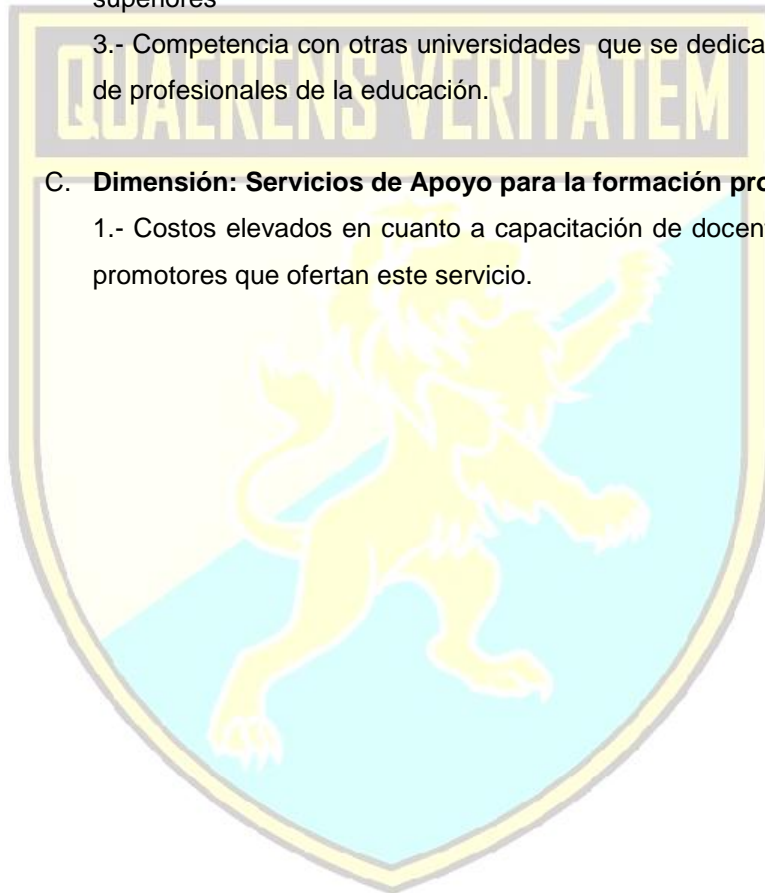 superiores
3.- Competencia con otras universidades que se dedica
de profesionales de la educación.
QUAERENS VERITATEM
C. Dimensión: Servicios de Apoyo para la formación pro
1.- Costos elevados en cuanto a capacitación de docen
promotores que ofertan este servicio.